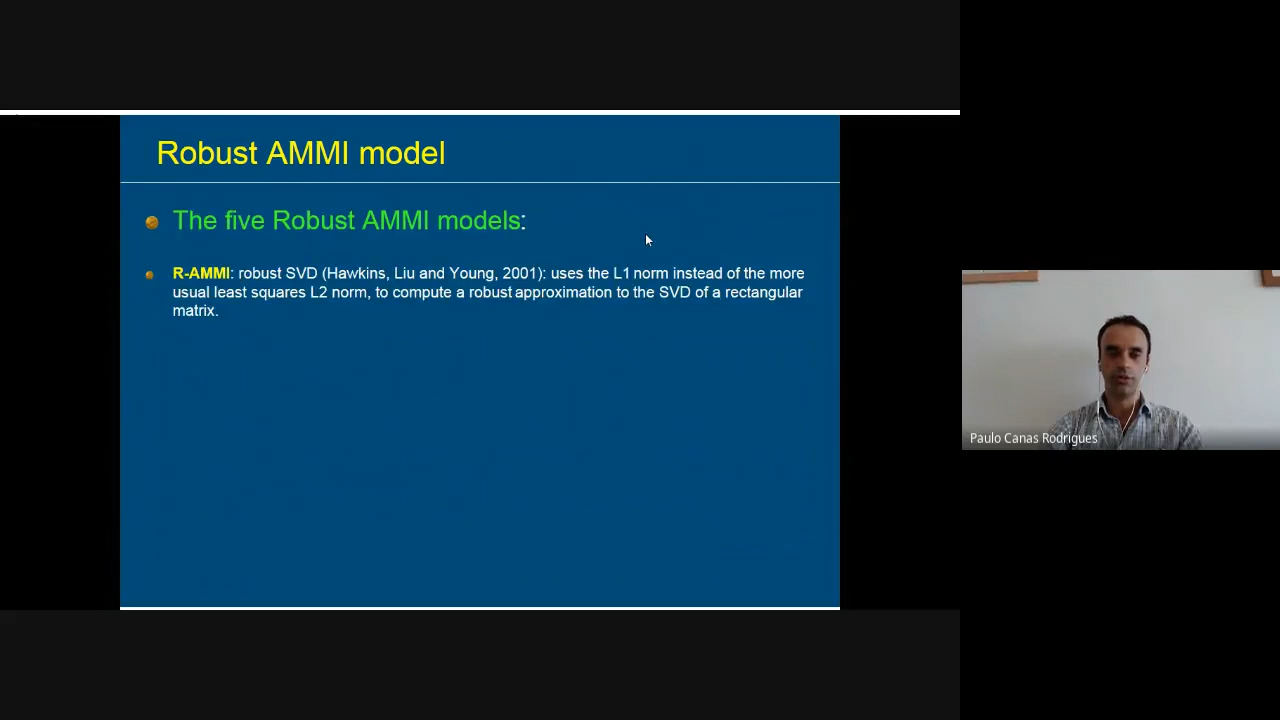 Robust AMMI model
The five Robust AMMI models:
R-AMMI: robust SVD (Hawkins, Liu and Young, 2001): uses the L1 norm instead of the more
usual least squares L2 norm, to compute a robust approximation to the SVD of a rectangular
matrix.
Paulo Canas Rodrigues